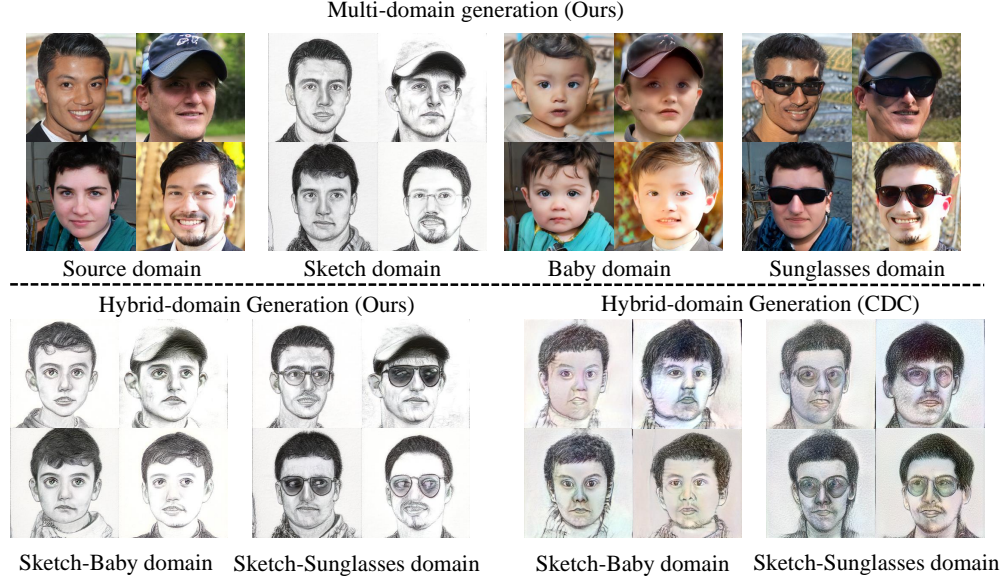 Multi-domain generation (Ours)
Source domain
Sketch domain
Baby domain
Sunglasses domain
Hybrid-domain Generation (Ours)
Hybrid-domain Generation (CDC)
Sketch-Baby domain
Sketch-Sunglasses domain
Sketch-Baby domain
Sketch-Sunglasses domain